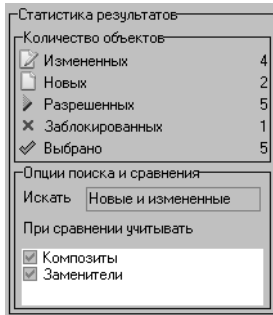 Статистика результатов
Количество объектов
Измененных 4
Новых 2
Разрешенных 5
Заблокированных 1
Выбрано 5
Опции поиска и сравнения
Искать Новые и измененные
При сравнении учитывать
Композиты
Заменители